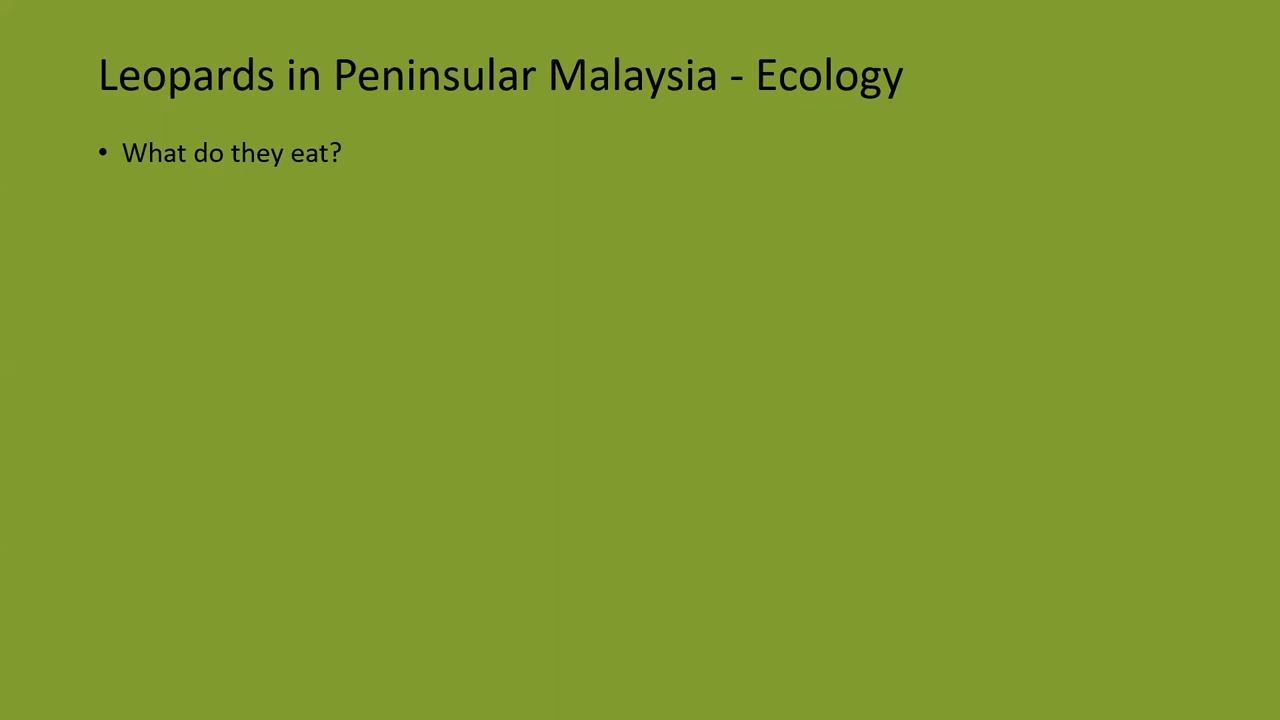 Leopards in Peninsular Malaysia - Ecology
• What do they eat?